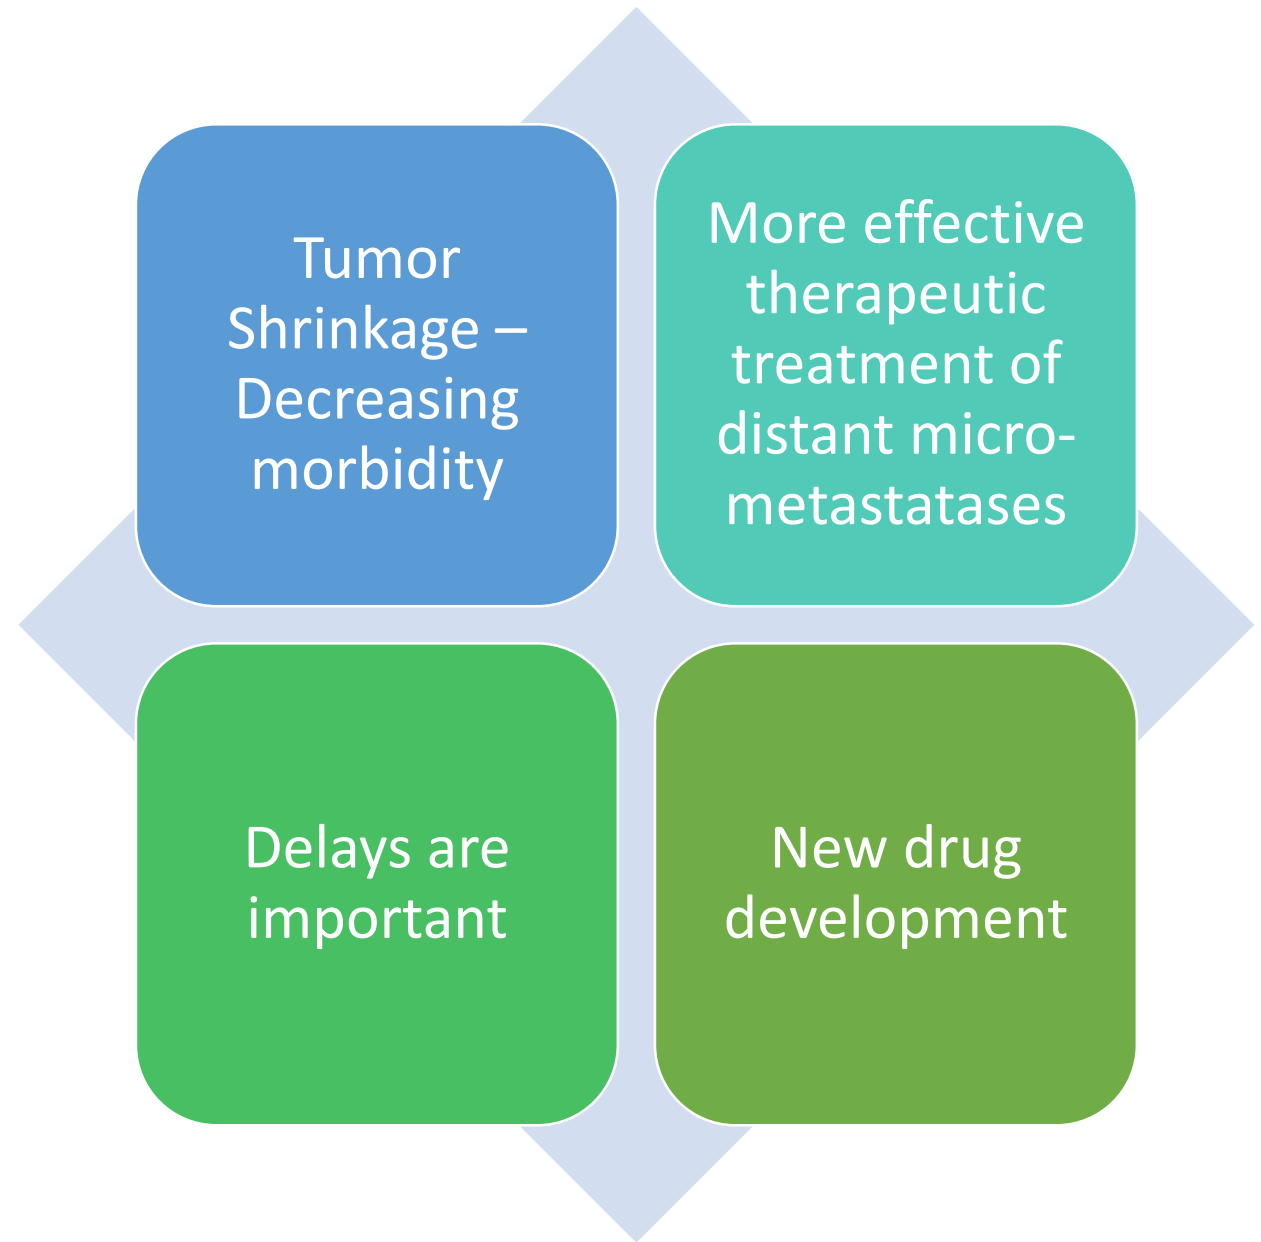 Tumor
Shrinkage –
Decreasing
morbidity
More effective
therapeutic
treatment of
distant micro-
metastatases
Delays are
important
New drug
development